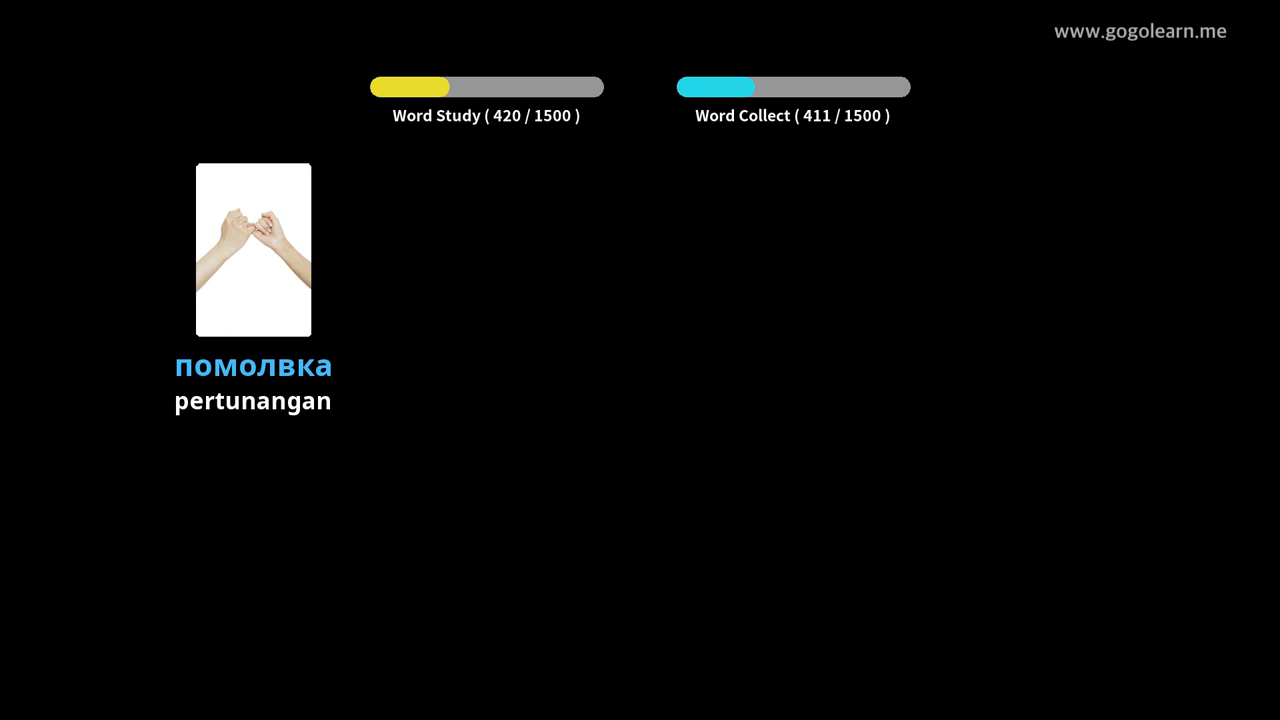 www.gogolearn.me
Word Study ( 420 / 1500 )
Word Collect ( 411 / 1500 )
помолвка
pertunangan